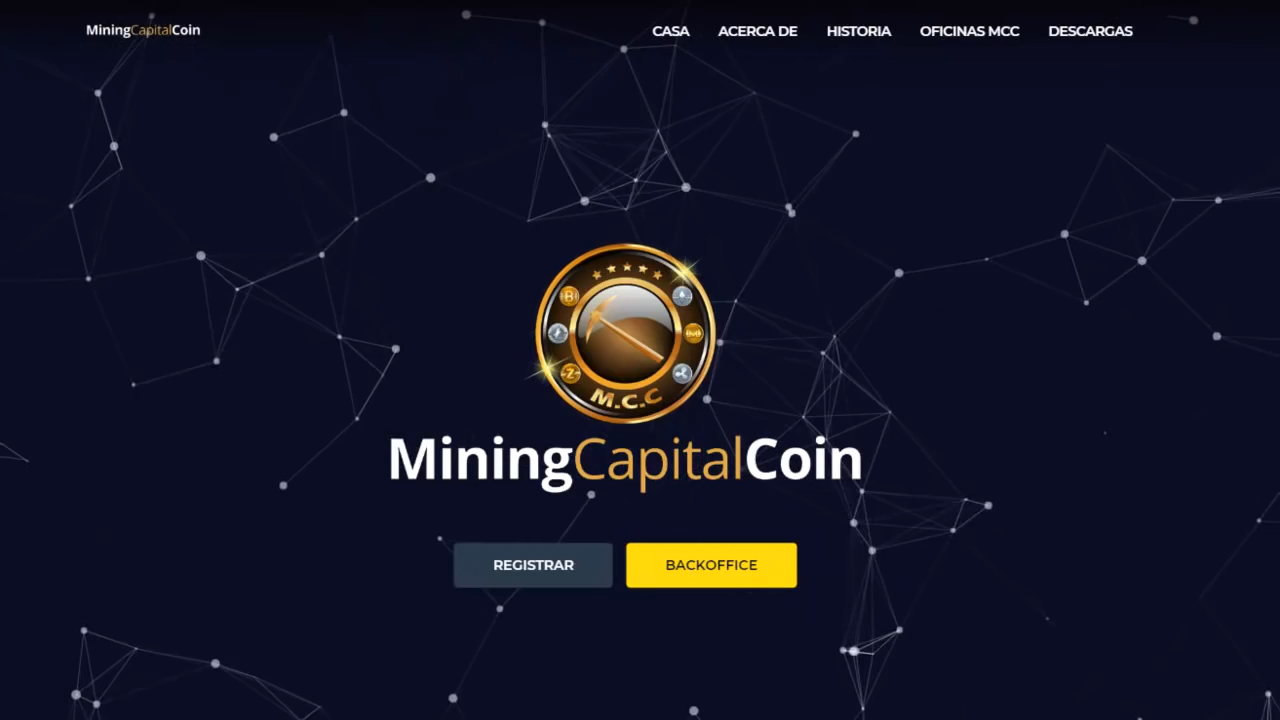 MiningCapitalCoin
CASA ACERCA DE HISTORIA OFICINAS MCC DESCARGAS
M.C.C
MiningCapitalCoin
REGISTRAR BACKOFFICE